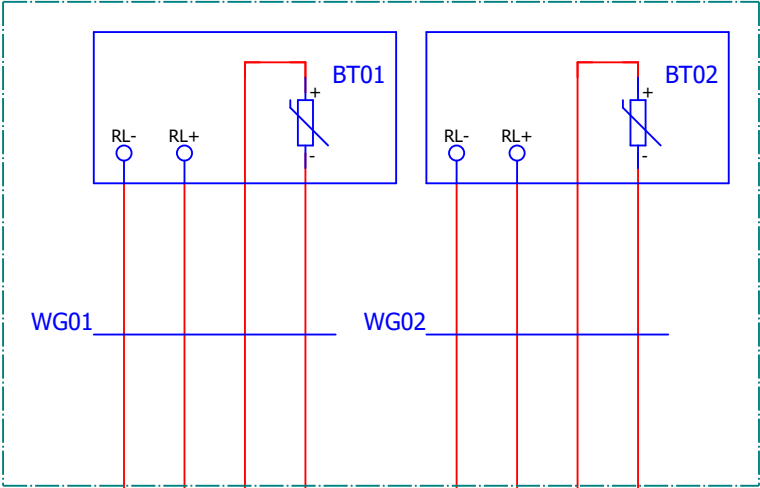 BT01
+
RL-
RL+
-
BT02
+
RL-
RL+
-
WG01
WG02